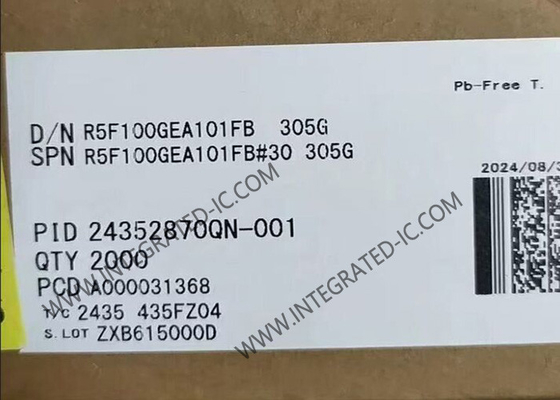 Pb-Free T.
D/N R5F100GEA101FB 305G
SPN R5F100GEA101FB#30 305G
2024/08/3
PID 24352870QN-001
QTY 2000
PCD A000031368
T/C 2435 435FZ04
S.LOT ZXB615000D
WWW.INTEGRATED-IC.COM
WWW.INTEGRATED-IC.COM